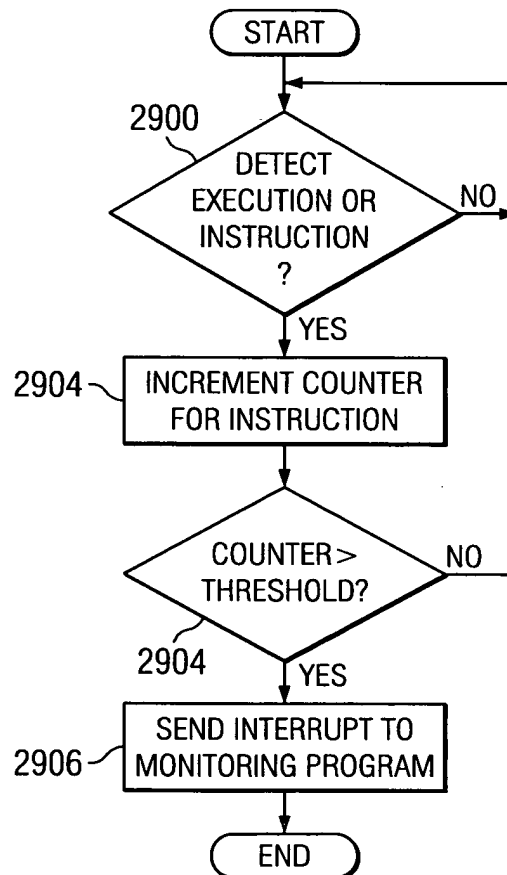 START
2900
DETECT
EXECUTION OR
INSTRUCTION
?
NO
YES
2904
INCREMENT COUNTER
FOR INSTRUCTION
COUNTER >
THRESHOLD?
NO
2904
YES
2906
SEND INTERRUPT TO
MONITORING PROGRAM
END